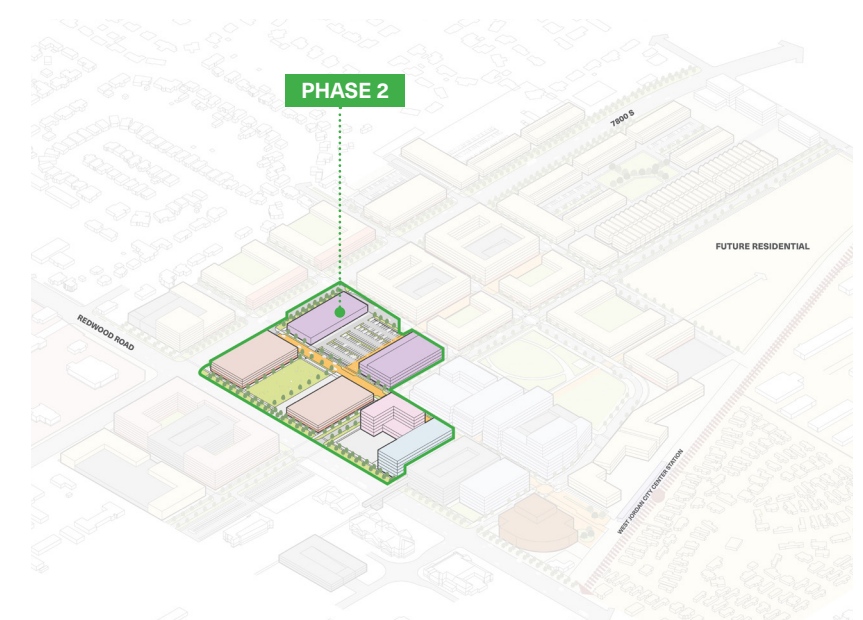 PHASE 2
7800 S
FUTURE RESIDENTIAL
REDWOOD ROAD
WEST JORDAN CITY CENTER STATION